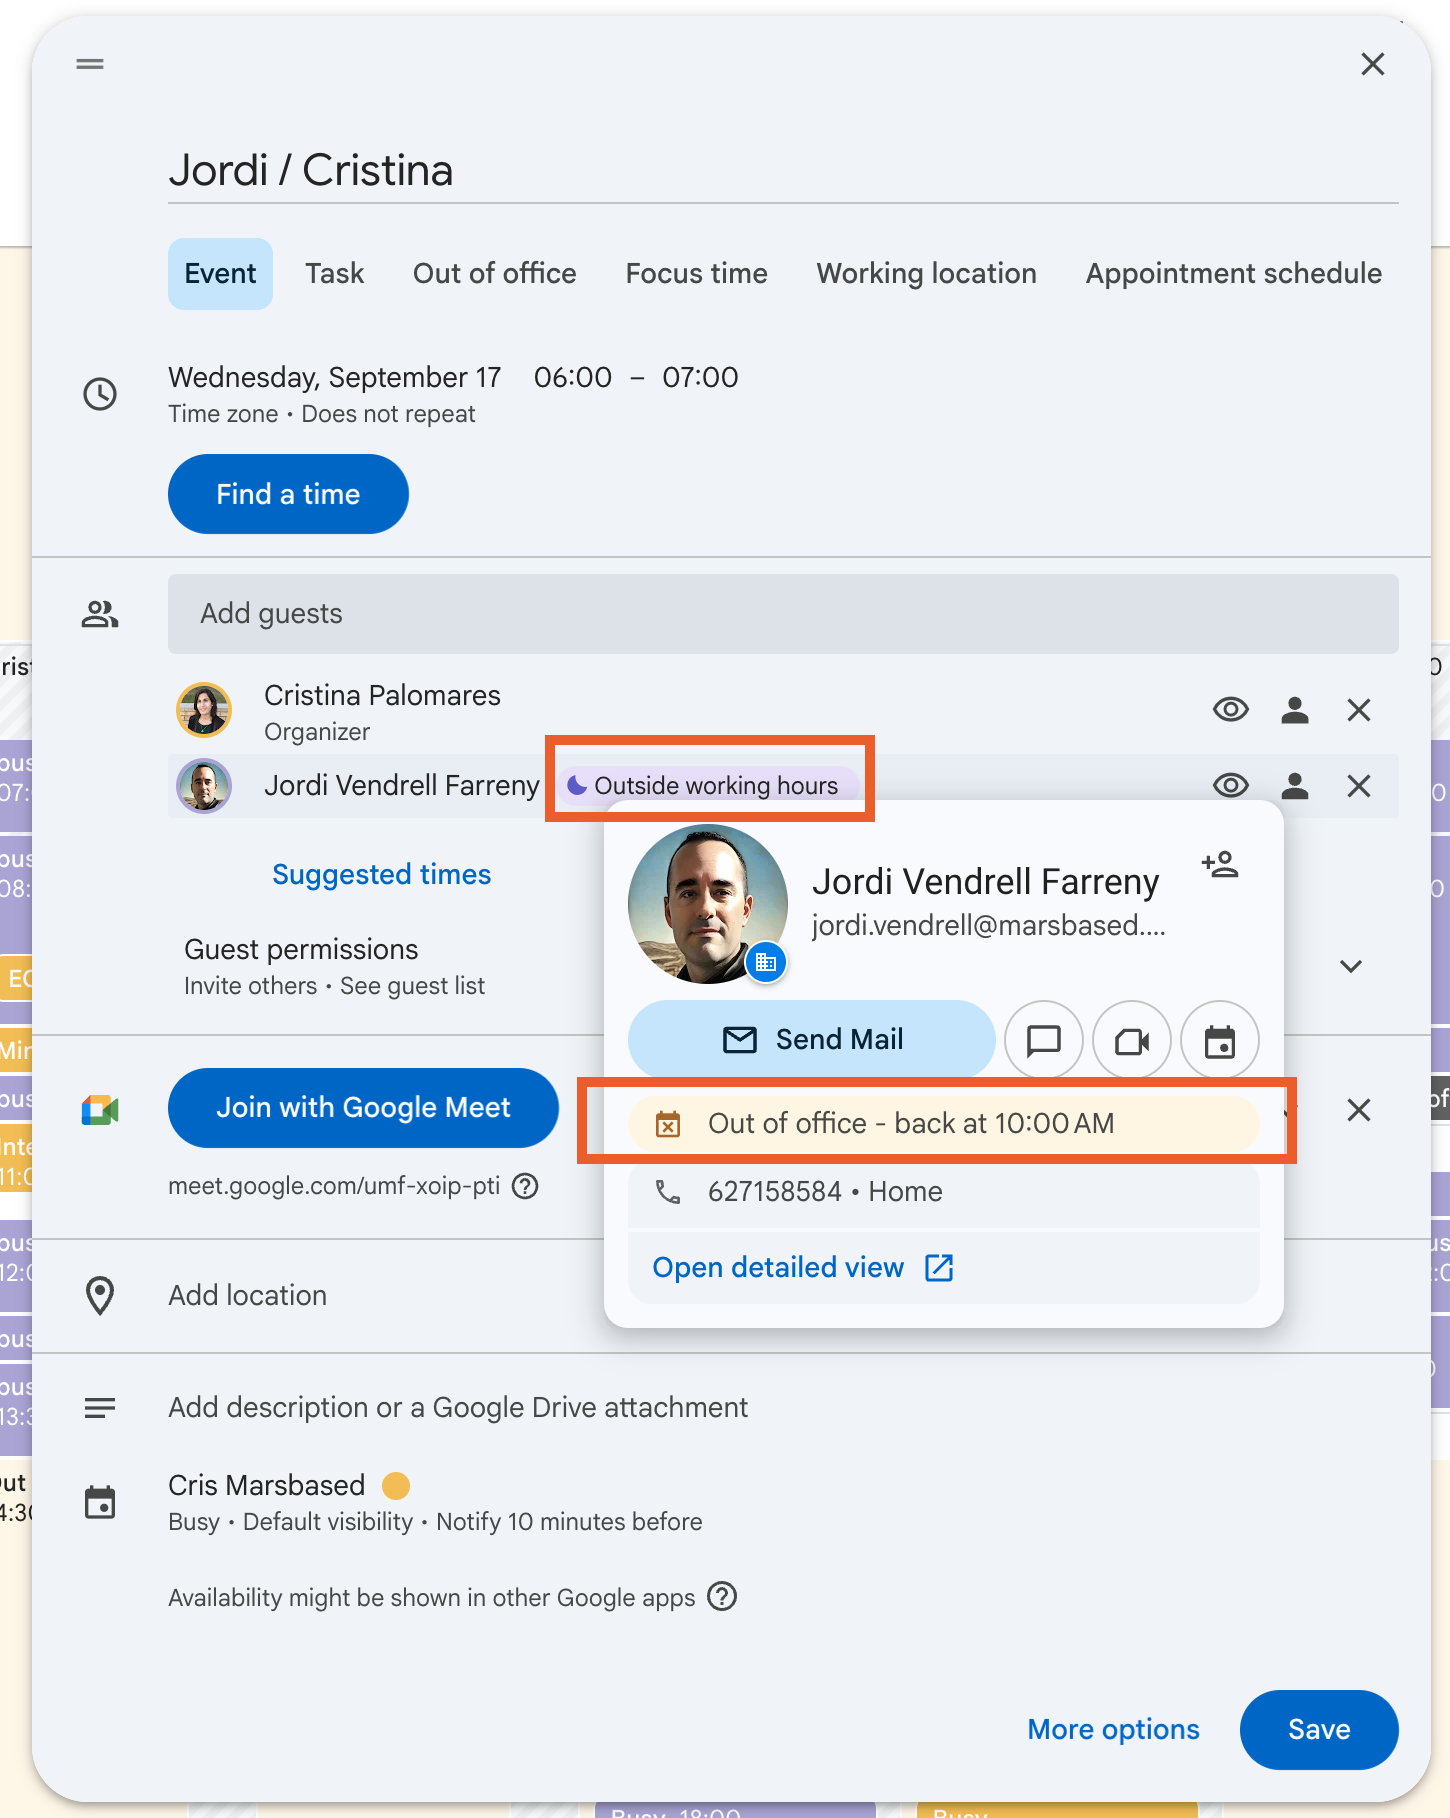 Jordi / Cristina
Event Task Out of office Focus time Working location Appointment schedule
Wednesday, September 17 06:00 – 07:00
Time zone • Does not repeat
Find a time
Add guests
Cristina Palomares
Organizer
Jordi Vendrell Farreny Outside working hours
Suggested times
Guest permissions
Invite others • See guest list
Jordi Vendrell Farreny
jordi.vendrell@marsbased....
Send Mail
Out of office - back at 10:00 AM
627158584 • Home
Open detailed view
Join with Google Meet
meet.google.com/umf-xoip-pti
Add location
Add description or a Google Drive attachment
Cris Marsbased
Busy • Default visibility • Notify 10 minutes before
Availability might be shown in other Google apps
More options Save